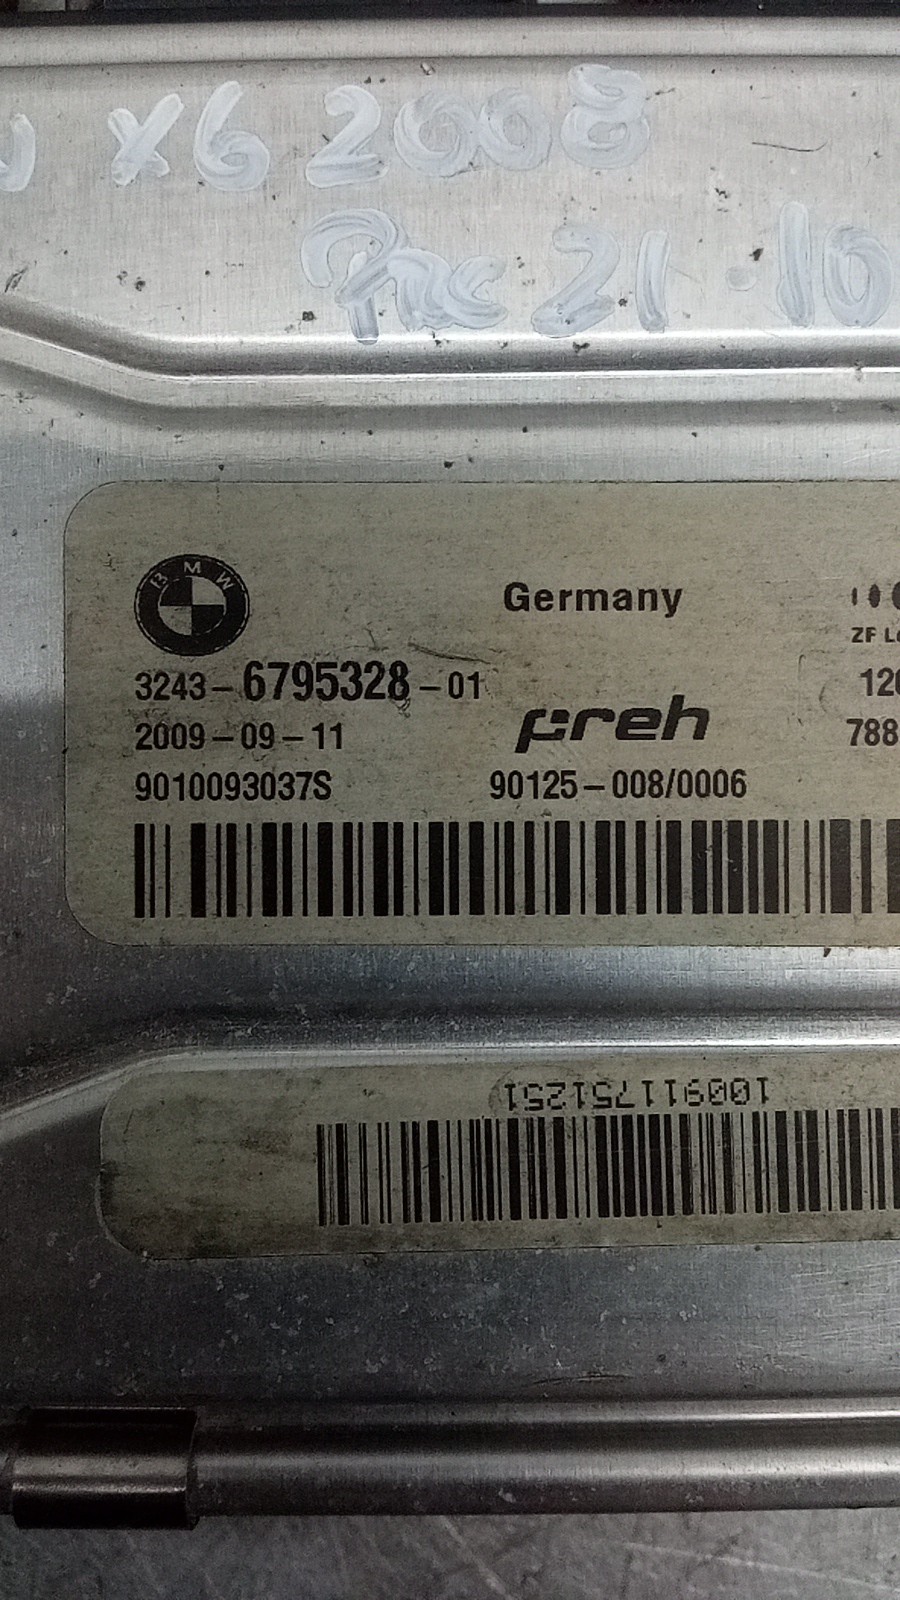 X6 2008
21.10
BMW
Germany
ZF
3243-6795328-01
preh
120
2009-09-11
788
9010093037S
90125-008/0006
100911751251